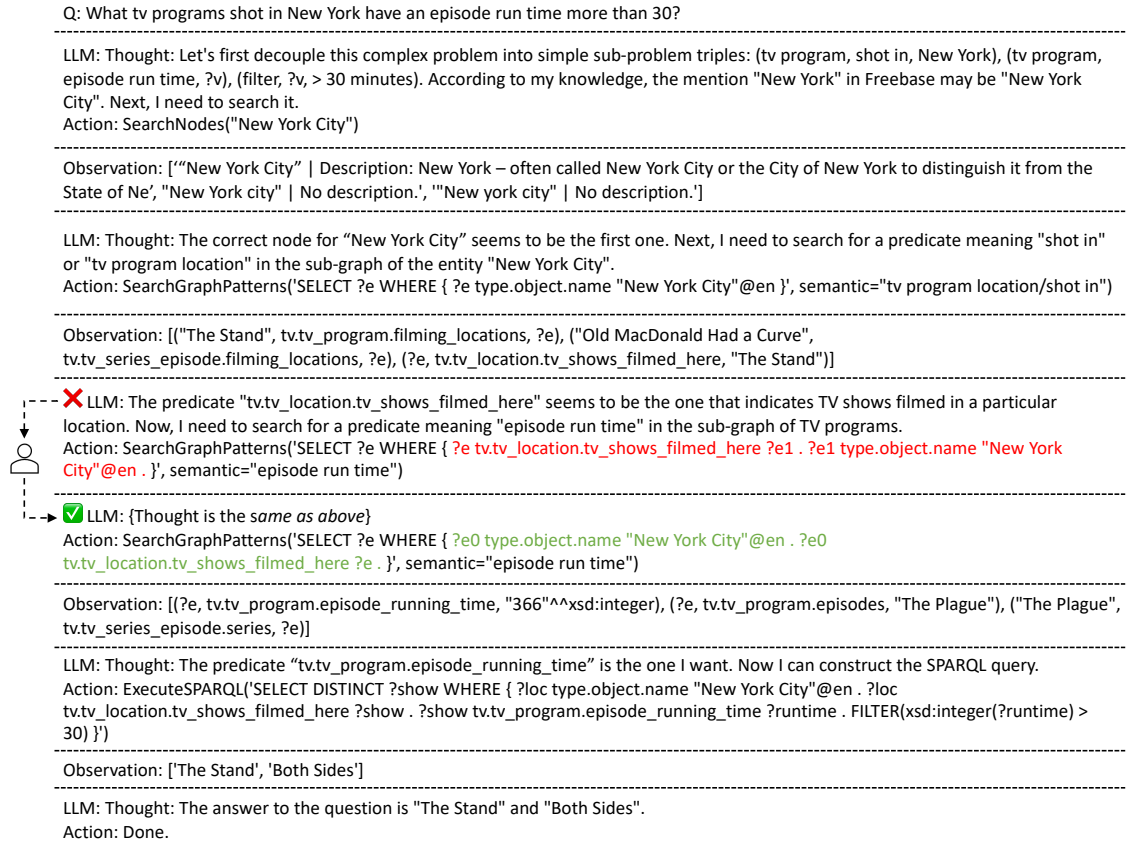 Q: What tv programs shot in New York have an episode run time more than 30?
LLM: Thought: Let's first decouple this complex problem into simple sub-problem triples: (tv program, shot in, New York), (tv program,
episode run time, ?v), (filter, ?v, > 30 minutes). According to my knowledge, the mention "New York" in Freebase may be "New York
City". Next, I need to search it.
Action: SearchNodes("New York City")
Observation: ['“New York City” | Description: New York – often called New York City or the City of New York to distinguish it from the
State of Ne’, "New York city" | No description.', '"New york city" | No description.']
LLM: Thought: The correct node for “New York City” seems to be the first one. Next, I need to search for a predicate meaning "shot in"
or "tv program location" in the sub-graph of the entity "New York City".
Action: SearchGraphPatterns('SELECT ?e WHERE { ?e type.object.name "New York City"@en }', semantic="tv program location/shot in")
Observation: [("The Stand", tv.tv_program.filming_locations, ?e), ("Old MacDonald Had a Curve",
tv.tv_series_episode.filming_locations, ?e), (?e, tv.tv_location.tv_shows_filmed_here, "The Stand")]
LLM: The predicate "tv.tv_location.tv_shows_filmed_here" seems to be the one that indicates TV shows filmed in a particular
location. Now, I need to search for a predicate meaning "episode run time" in the sub-graph of TV programs.
Action: SearchGraphPatterns('SELECT ?e WHERE { ?e tv.tv_location.tv_shows_filmed_here ?e1 . ?e1 type.object.name "New York
City"@en . }', semantic="episode run time")
LLM: {Thought is the same as above}
Action: SearchGraphPatterns('SELECT ?e WHERE { ?e0 type.object.name "New York City"@en . ?e0
tv.tv_location.tv_shows_filmed_here ?e . }', semantic="episode run time")
Observation: [(?e, tv.tv_program.episode_running_time, "366"^^xsd:integer), (?e, tv.tv_program.episodes, "The Plague"), ("The Plague",
tv.tv_series_episode.series, ?e)]
LLM: Thought: The predicate “tv.tv_program.episode_running_time” is the one I want. Now I can construct the SPARQL query.
Action: ExecuteSPARQL('SELECT DISTINCT ?show WHERE { ?loc type.object.name "New York City"@en . ?loc
tv.tv_location.tv_shows_filmed_here ?show . ?show tv.tv_program.episode_running_time ?runtime . FILTER(xsd:integer(?runtime) >
30) }')
Observation: ['The Stand', 'Both Sides']
LLM: Thought: The answer to the question is "The Stand" and "Both Sides".
Action: Done.